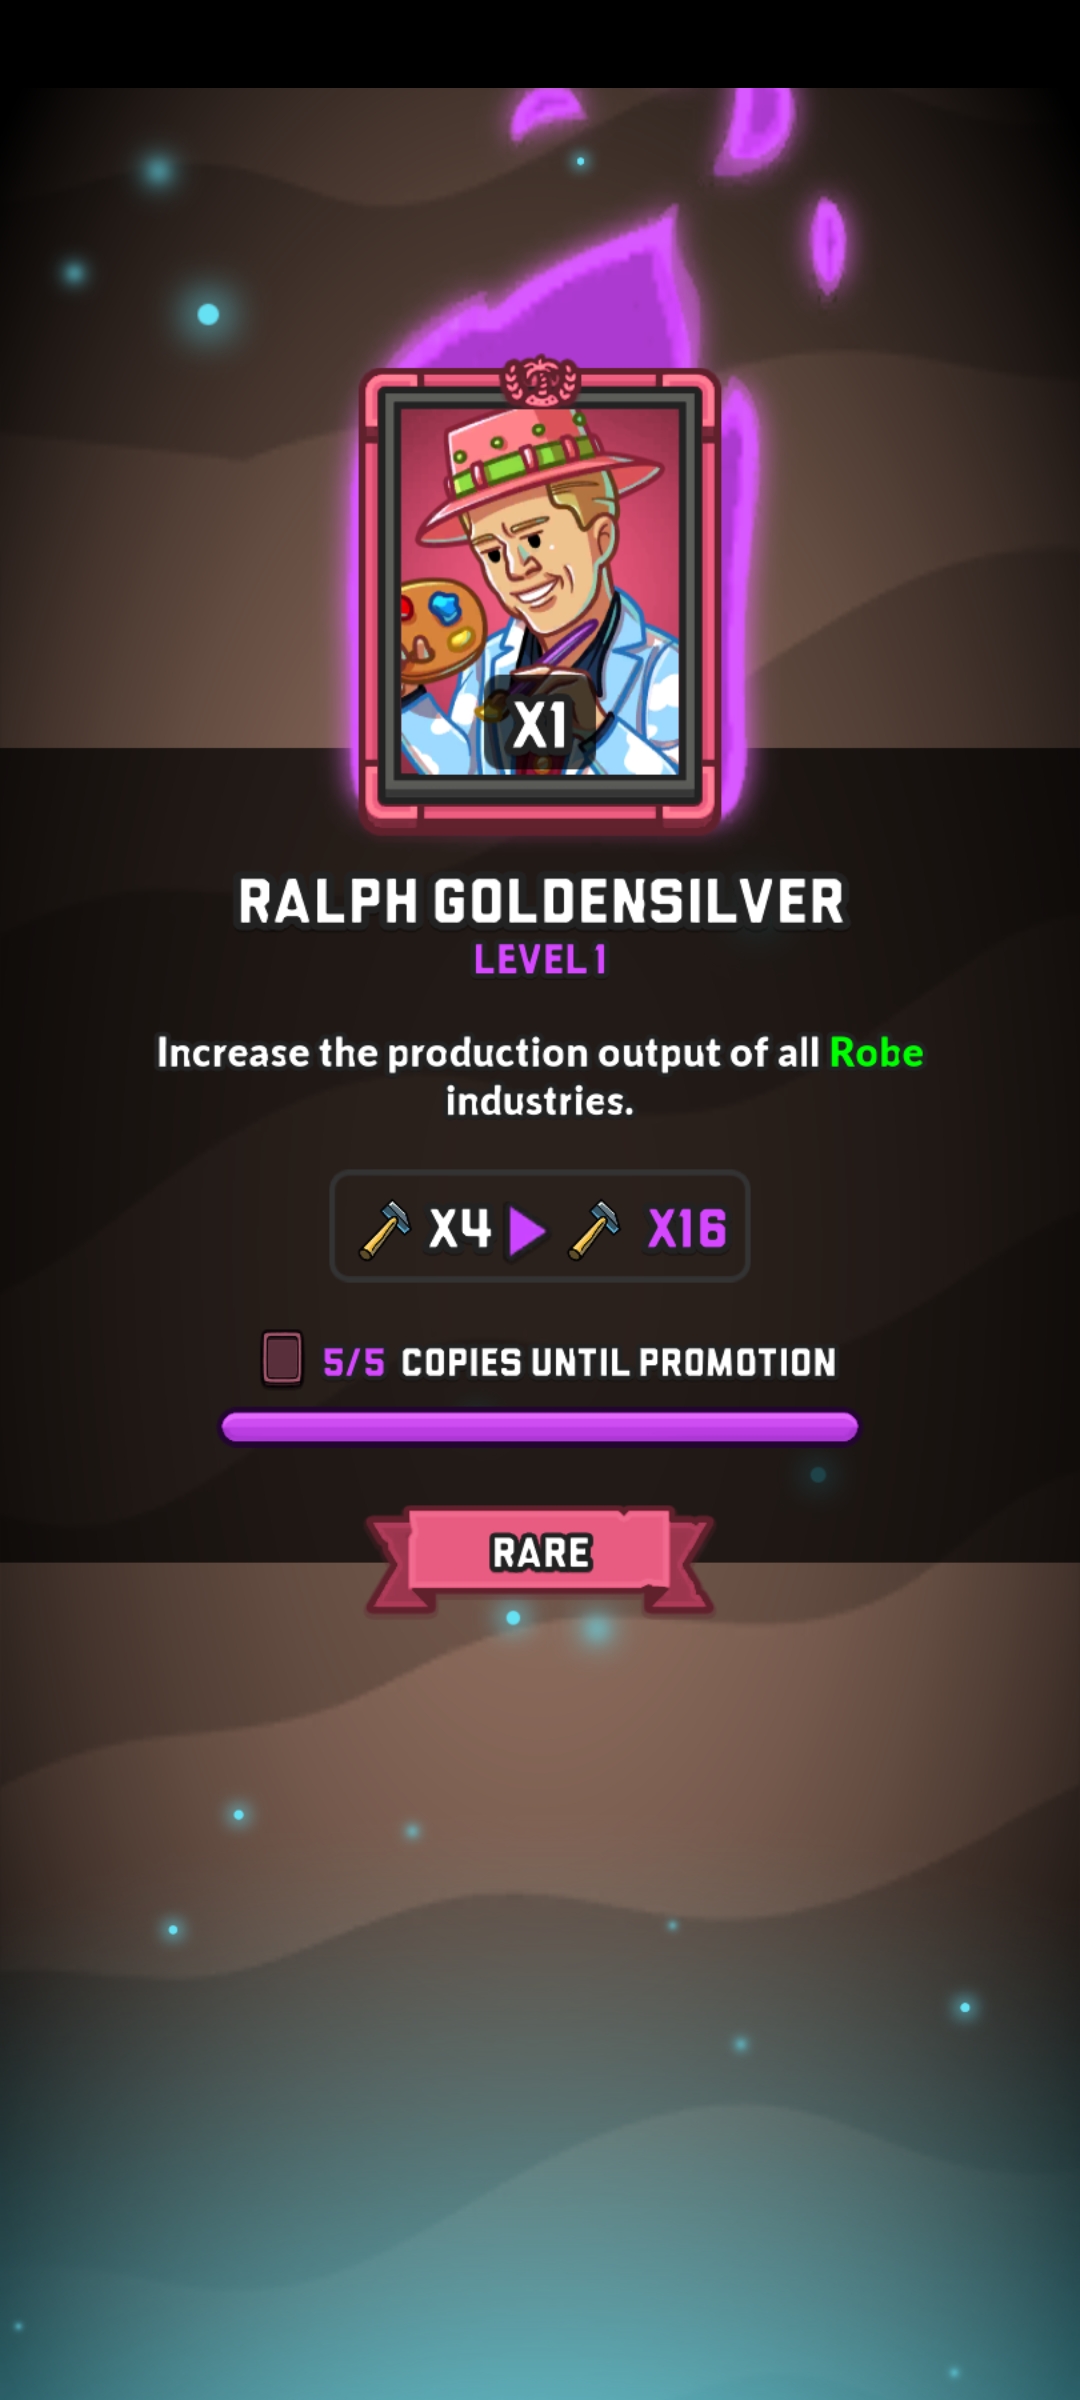 X1
RALPH GOLDENSILVER
LEVEL 1
Increase the production output of all Robe
industries.
X4 X16
5/5 COPIES UNTIL PROMOTION
RARE